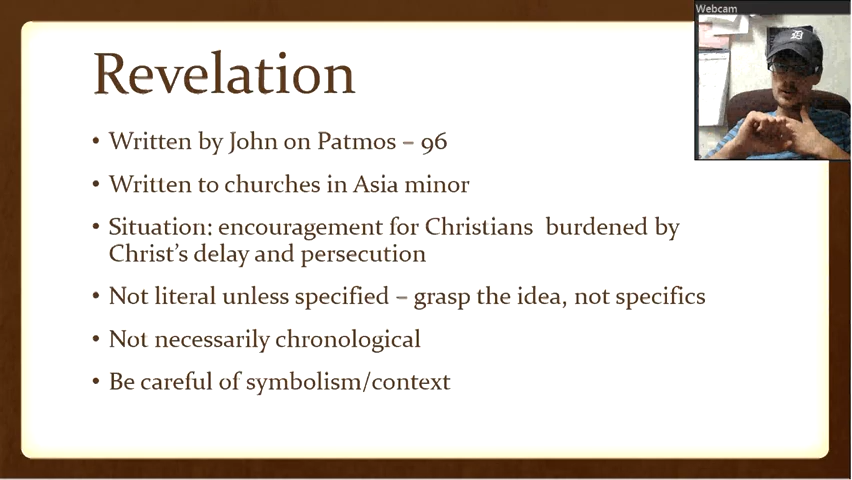 Webcam
Revelation
• Written by John on Patmos – 96
• Written to churches in Asia minor
• Situation: encouragement for Christians  burdened by
Christ's delay and persecution
• Not literal unless specified – grasp the idea, not specifics
• Not necessarily chronological
• Be careful of symbolism/context